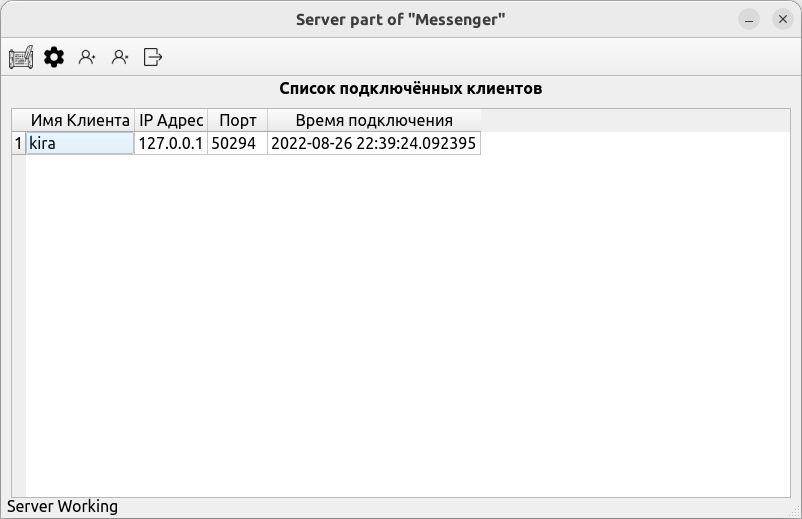 Server part of "Messenger"
Список подключённых клиентов
Имя Клиента IP Адрес Порт Время подключения
1 kira 127.0.0.1 50294 2022-08-26 22:39:24.092395
Server Working